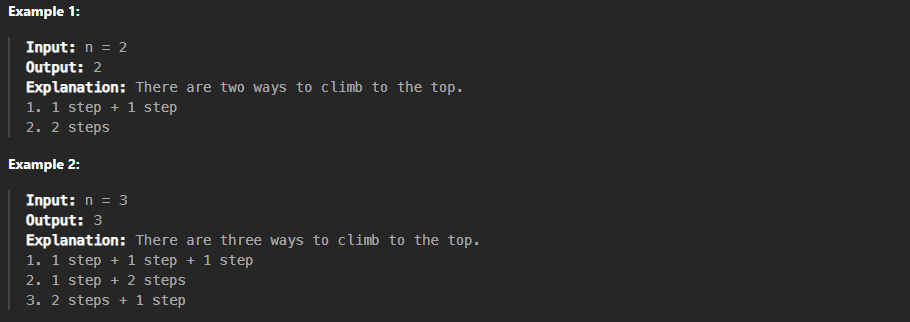 Example 1:
Input: n = 2
Output: 2
Explanation: There are two ways to climb to the top.
1. 1 step + 1 step
2. 2 steps
Example 2:
Input: n = 3
Output: 3
Explanation: There are three ways to climb to the top.
1. 1 step + 1 step + 1 step
2. 1 step + 2 steps
3. 2 steps + 1 step